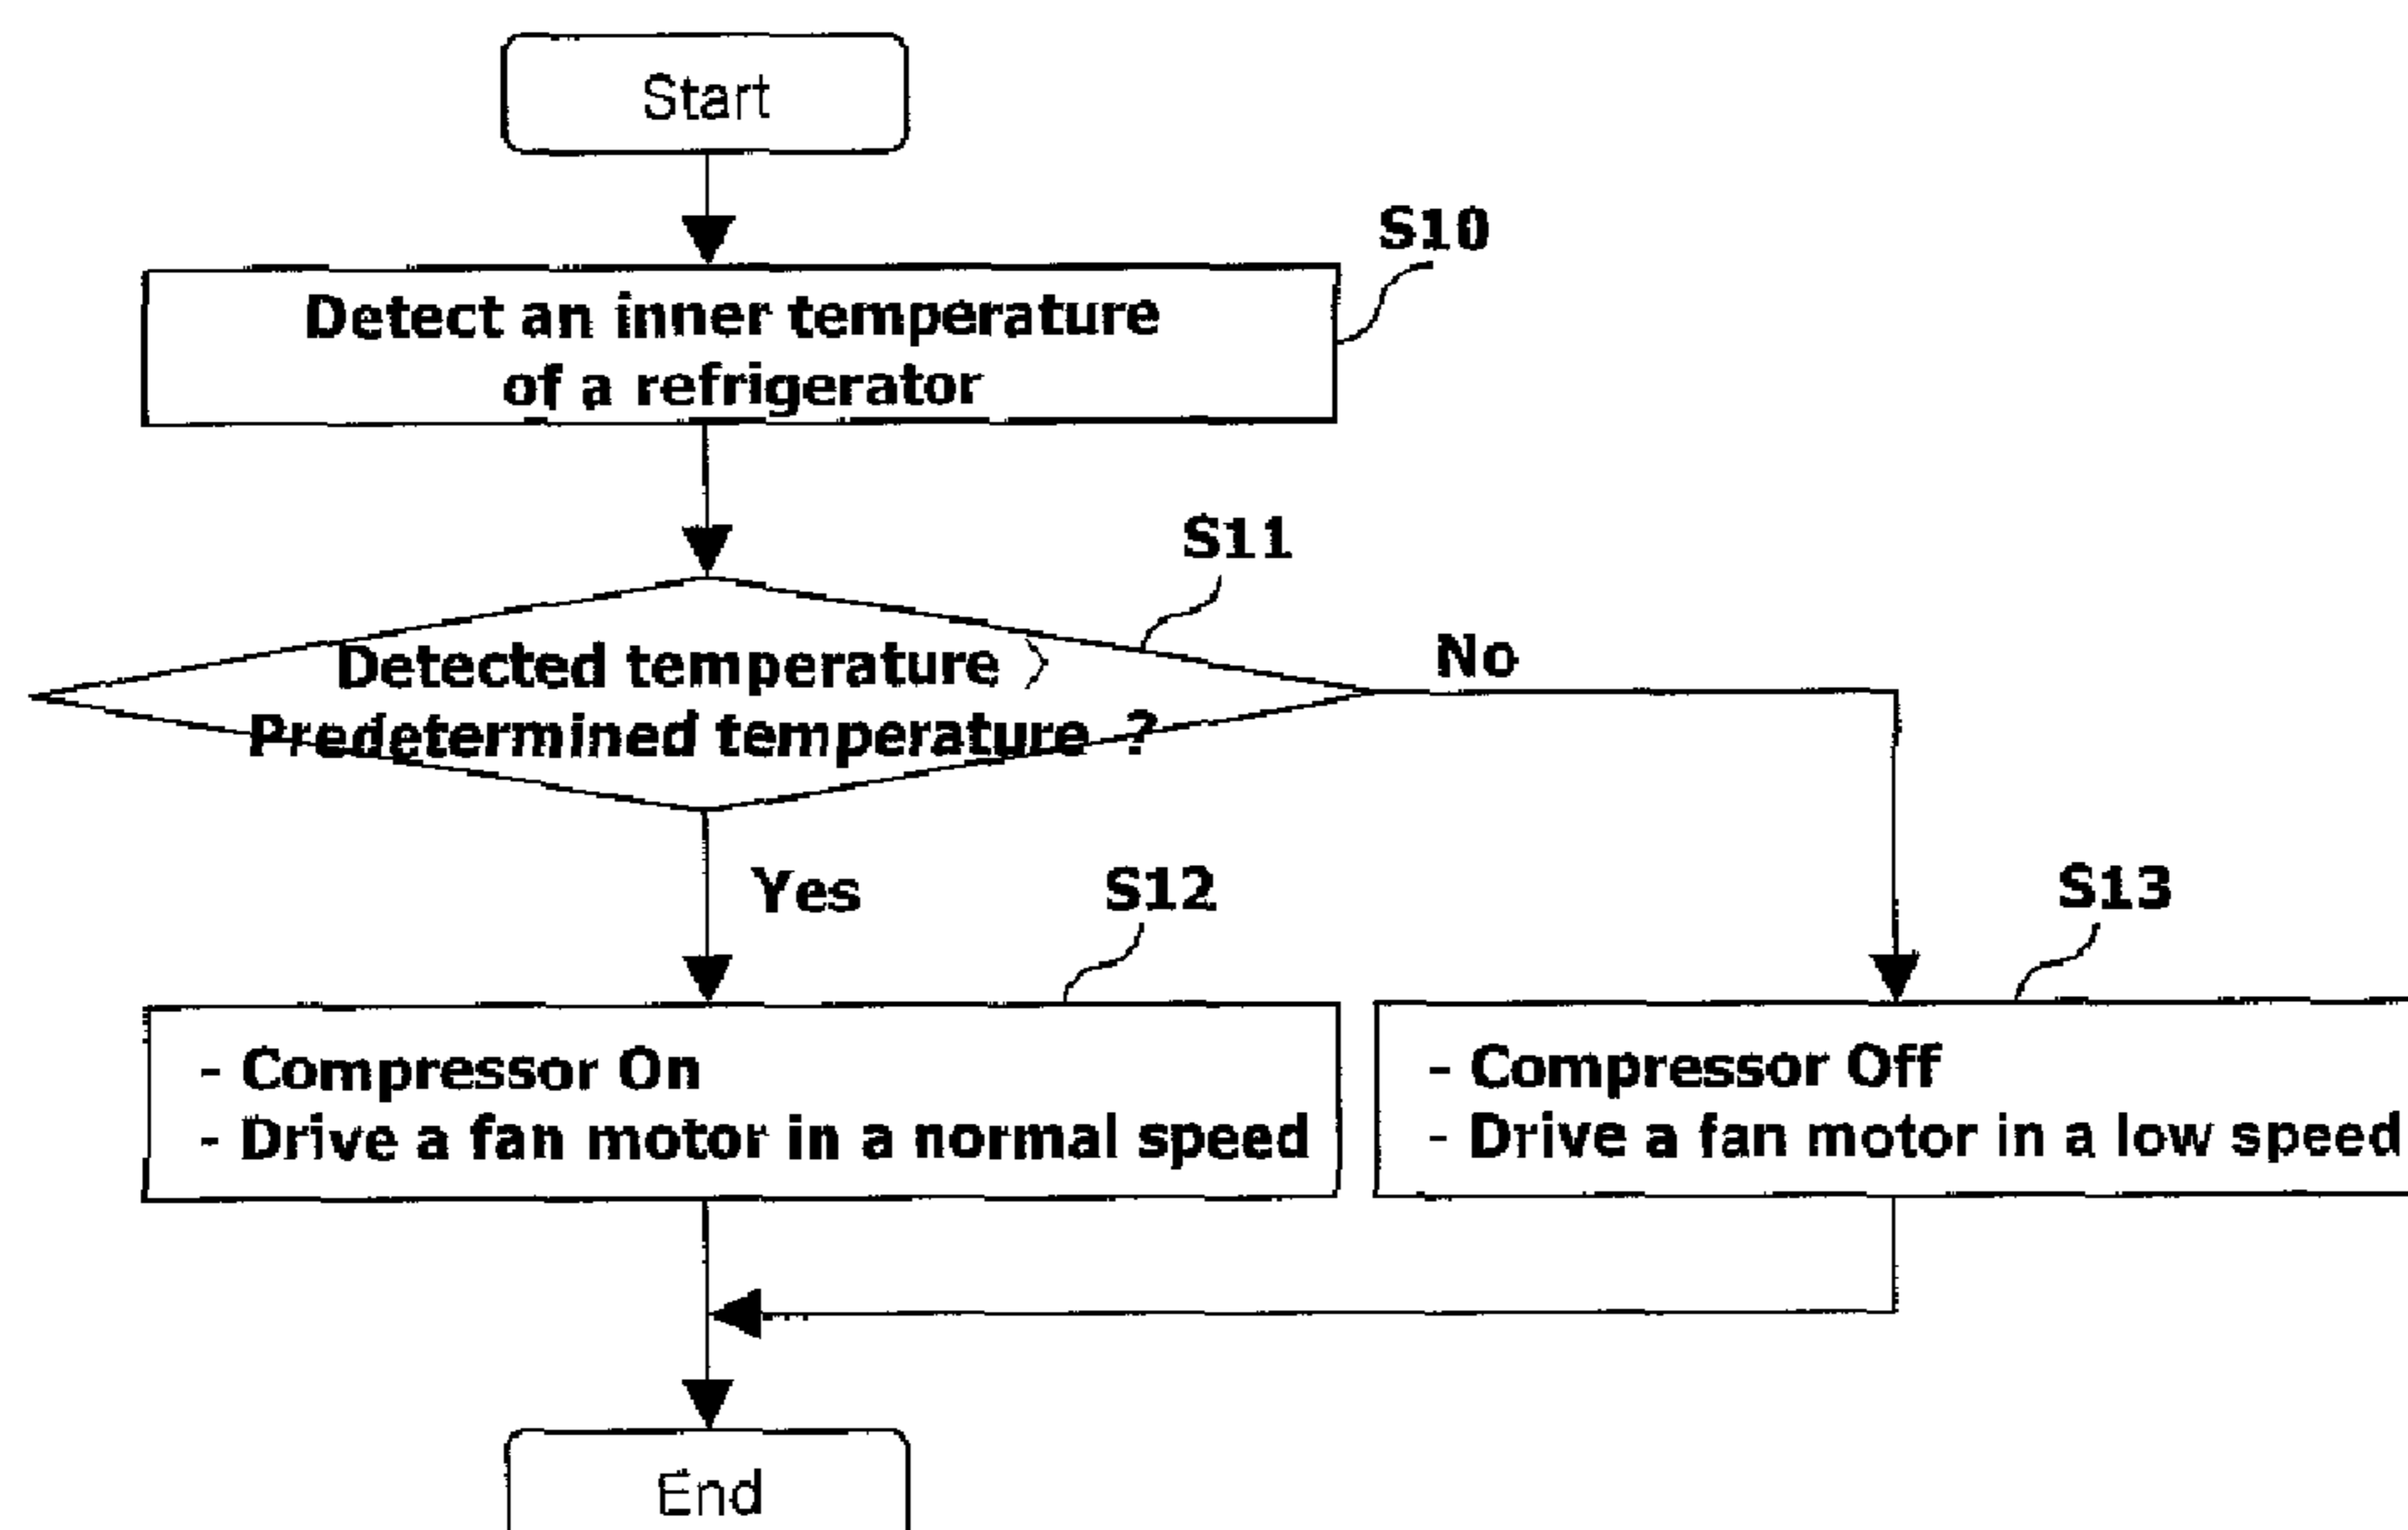 Start
S10
Detect an inner temperature
of a refrigerator
S11
Detected temperature >
Predetermined temperature ?
No
Yes
S12
S13
- Compressor On
- Drive a fan motor in a normal speed
- Compressor Off
- Drive a fan motor in a low speed
End